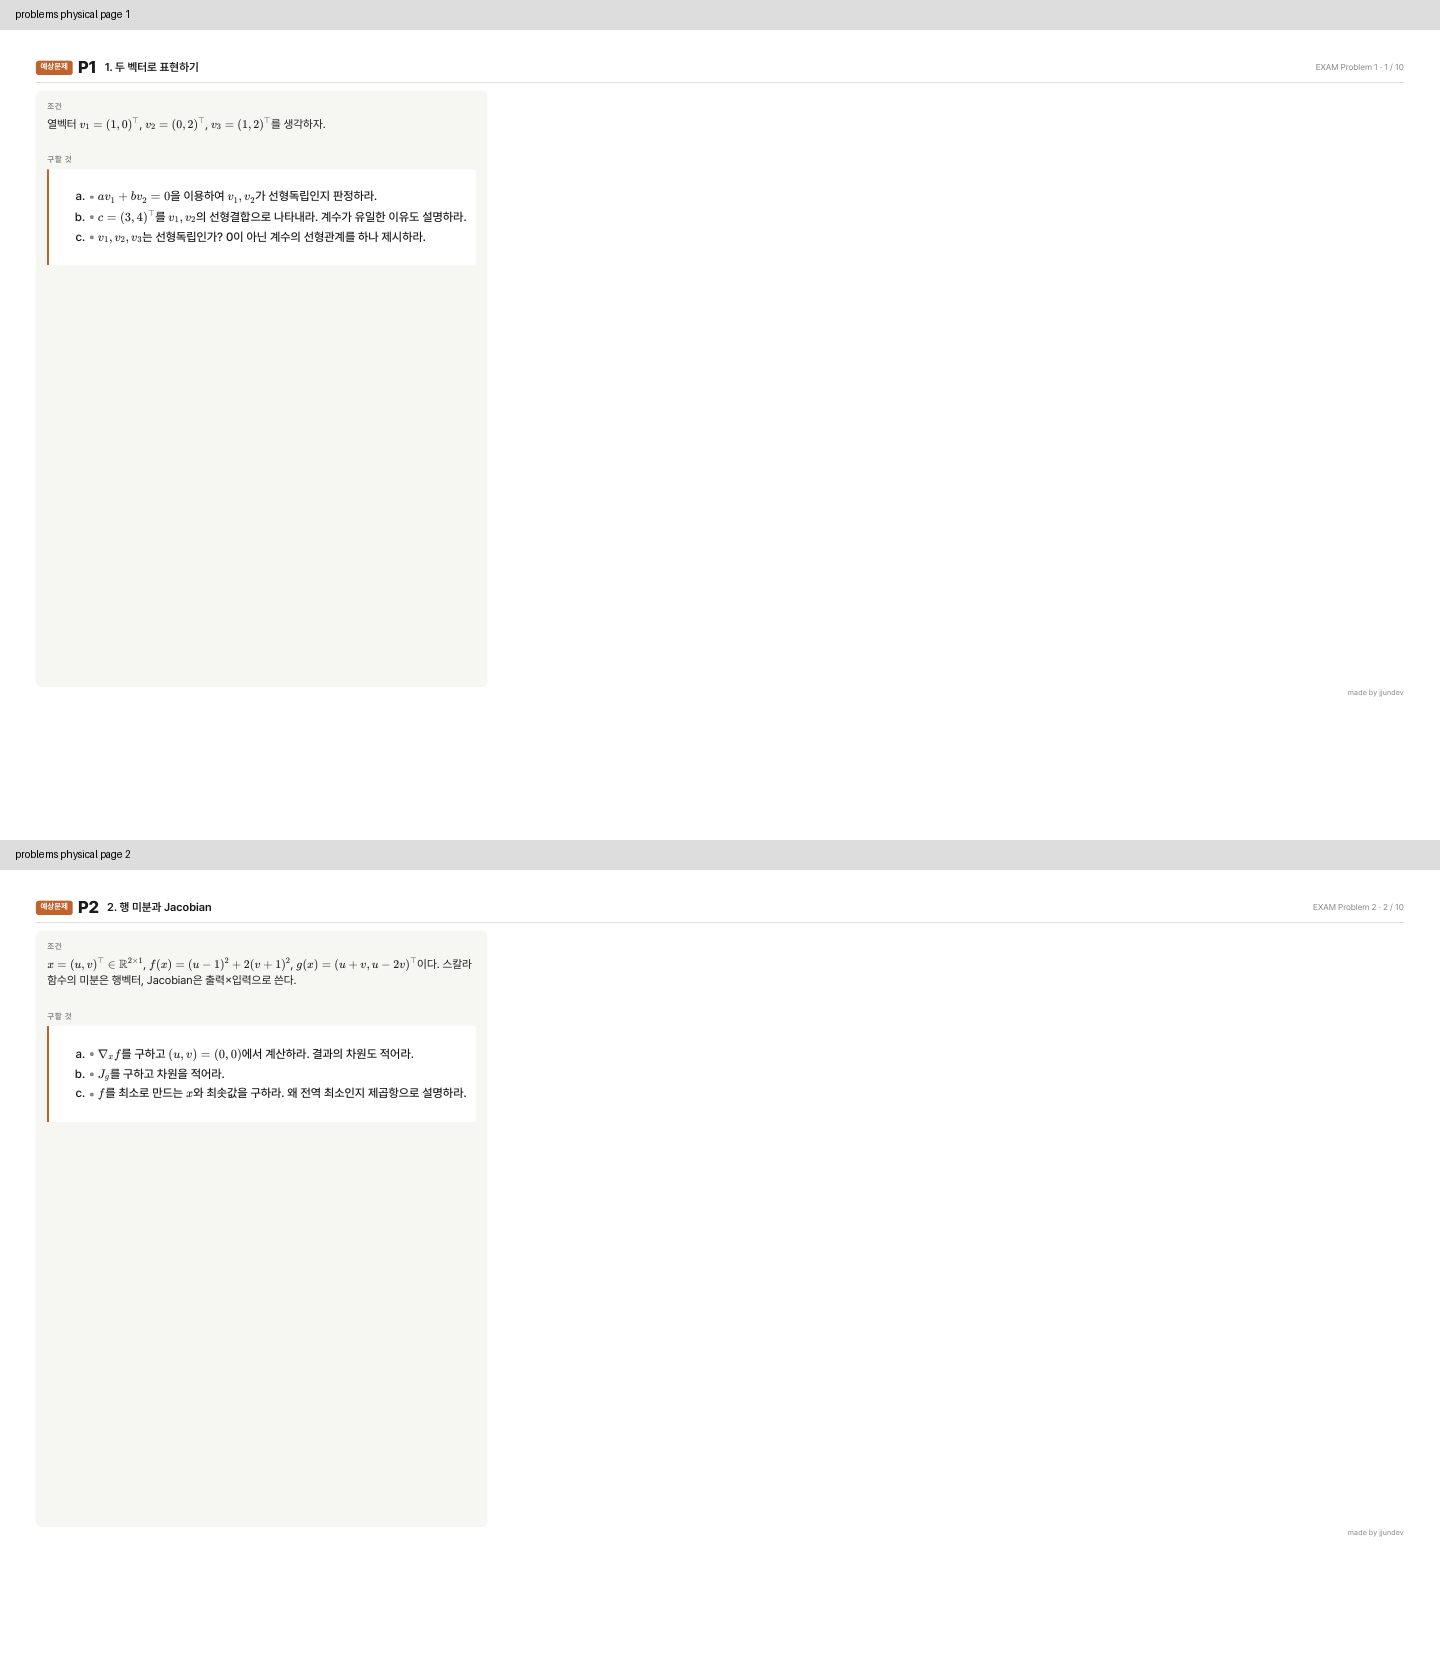 problems physical page 1
예상문제 P1 1. 두 벡터로 표현하기
EXAM Problem 1 · 1 / 10
조건
열벡터 v₁ = (1, 0)^⊤, v₂ = (0, 2)^⊤, v₃ = (1, 2)^⊤를 생각하자.
구할 것
a. • av₁ + bv₂ = 0을 이용하여 v₁, v₂가 선형독립인지 판정하라.
b. • c = (3, 4)^⊤를 v₁, v₂의 선형결합으로 나타내라. 계수가 유일한 이유도 설명하라.
c. • v₁, v₂, v₃는 선형독립인가? 0이 아닌 계수의 선형관계를 하나 제시하라.
made by jjundev
problems physical page 2
예상문제 P2 2. 행 미분과 Jacobian
EXAM Problem 2 · 2 / 10
조건
x = (u, v)^⊤ ∈ ℝ^{2×1}, f(x) = (u − 1)² + 2(v + 1)², g(x) = (u + v, u − 2v)^⊤이다. 스칼라
함수의 미분은 행벡터, Jacobian은 출력×입력으로 쓴다.
구할 것
a. • ∇ₓf를 구하고 (u, v) = (0, 0)에서 계산하라. 결과의 차원도 적어라.
b. • J_g를 구하고 차원을 적어라.
c. • f를 최소로 만드는 x와 최솟값을 구하라. 왜 전역 최소인지 제곱항으로 설명하라.
made by jjundev